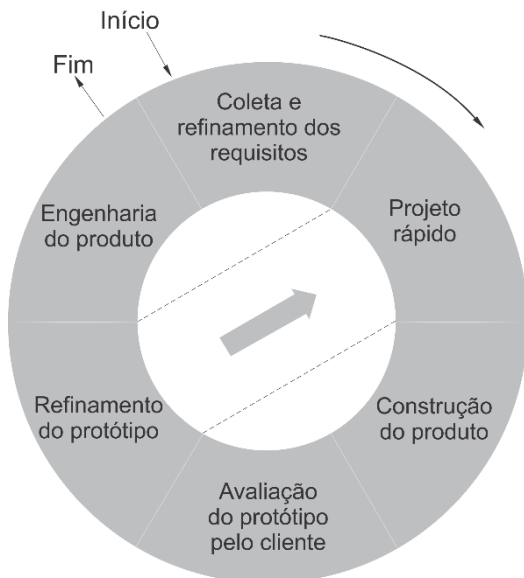 Início
Fim
Coleta e
refinamento dos
requisitos
Projeto
rápido
Construção
do produto
Avaliação
do protótipo
pelo cliente
Refinamento
do protótipo
Engenharia
do produto